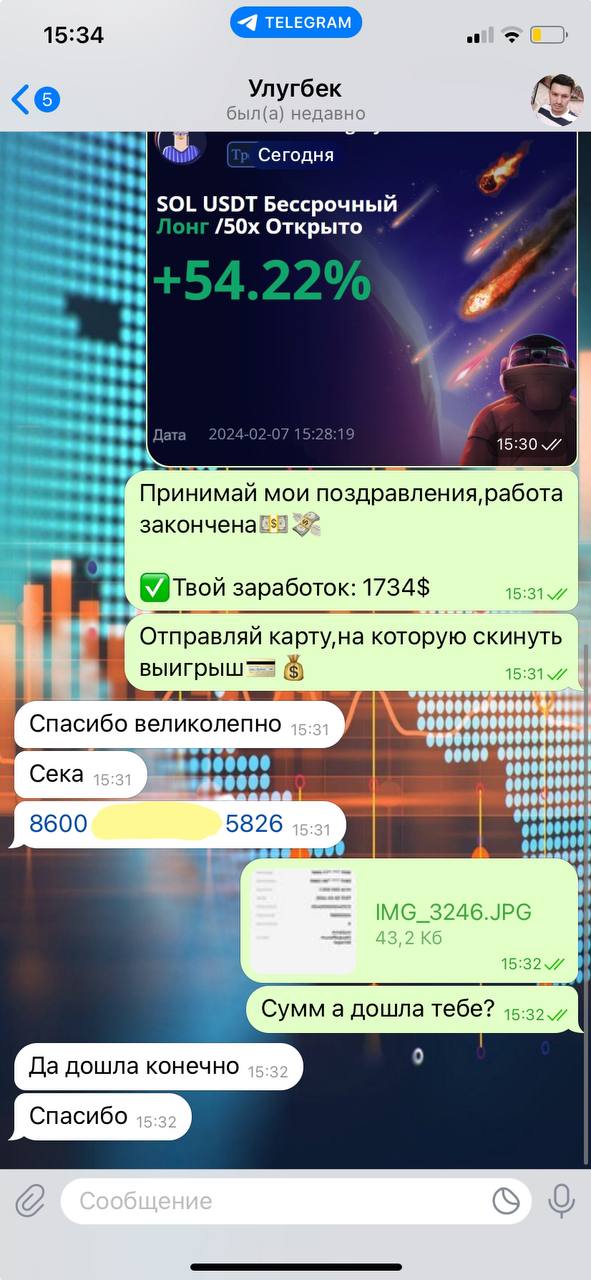 15:34
TELEGRAM
5
Улугбек
был(а) недавно
Сегодня
SOL USDT Бессрочный
Лонг /50x Открыто
+54.22%
Дата 2024-02-07 15:28:19
15:30
Принимай мои поздравления,работа
закончена
Твой заработок: 1734$
15:31
Отправляй карту,на которую скинуть
выигрыш
15:31
Спасибо великолепно 15:31
Сека 15:31
8600 5826 15:31
IMG_3246.JPG
43,2 Кб
15:32
Сумм а дошла тебе? 15:32
Да дошла конечно 15:32
Спасибо 15:32
Сообщение